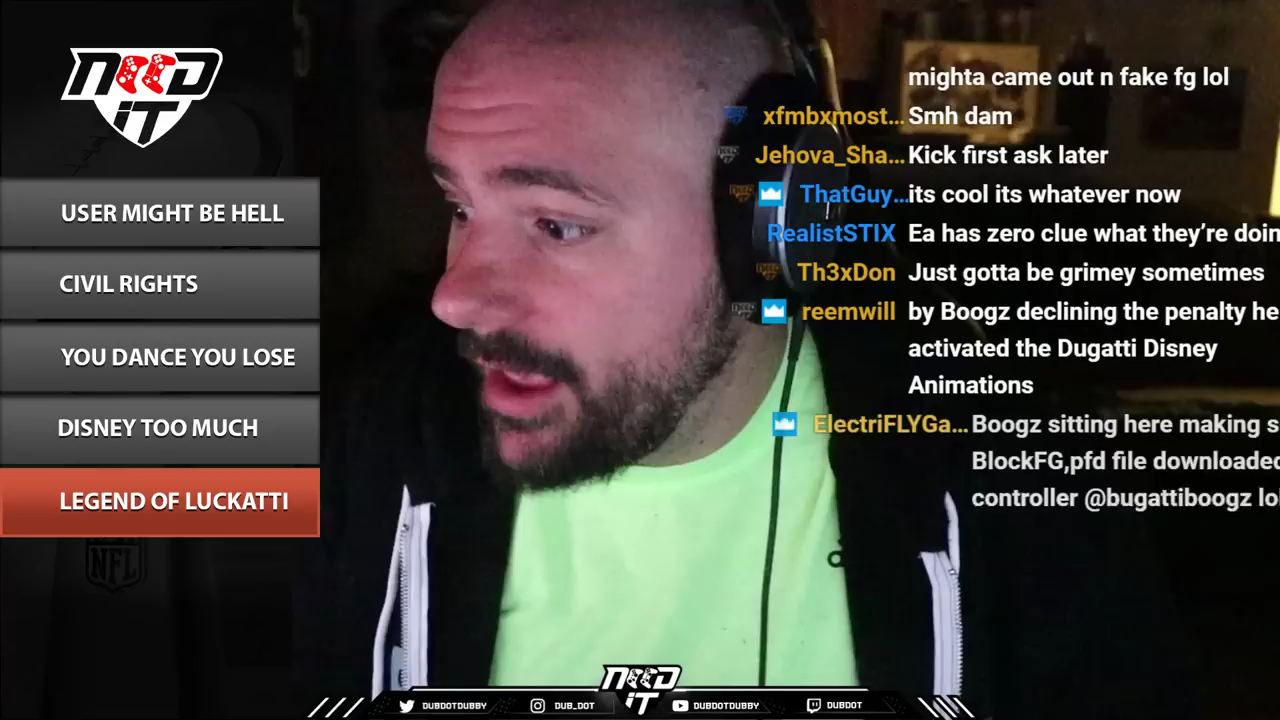 NEED
iT
USER MIGHT BE HELL
CIVIL RIGHTS
YOU DANCE YOU LOSE
DISNEY TOO MUCH
LEGEND OF LUCKATTI
NFL
mighta came out n fake fg lol
xfmbxmost... Smh dam
Jehova_Sha... Kick first ask later
ThatGuy... its cool its whatever now
RealistSTIX Ea has zero clue what they're doin
Th3xDon Just gotta be grimey sometimes
reemwill by Boogz declining the penalty he
activated the Dugatti Disney
Animations
ElectriFLYGa... Boogz sitting here making s
BlockFG,pfd file downloaded
controller @bugattiboogz lo
NEED
iT
DUBDOTDUBBY DUB_DOT DUBDOTDUBBY DUBDOT